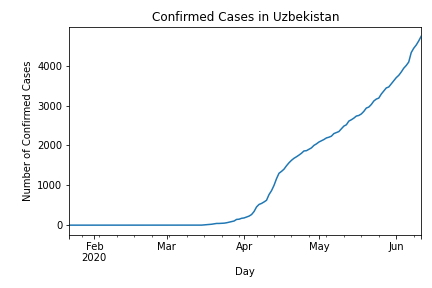 Confirmed Cases in Uzbekistan
Number of Confirmed Cases
4000
3000
2000
1000
0
Feb
2020
Mar
Apr
May
Jun
Day